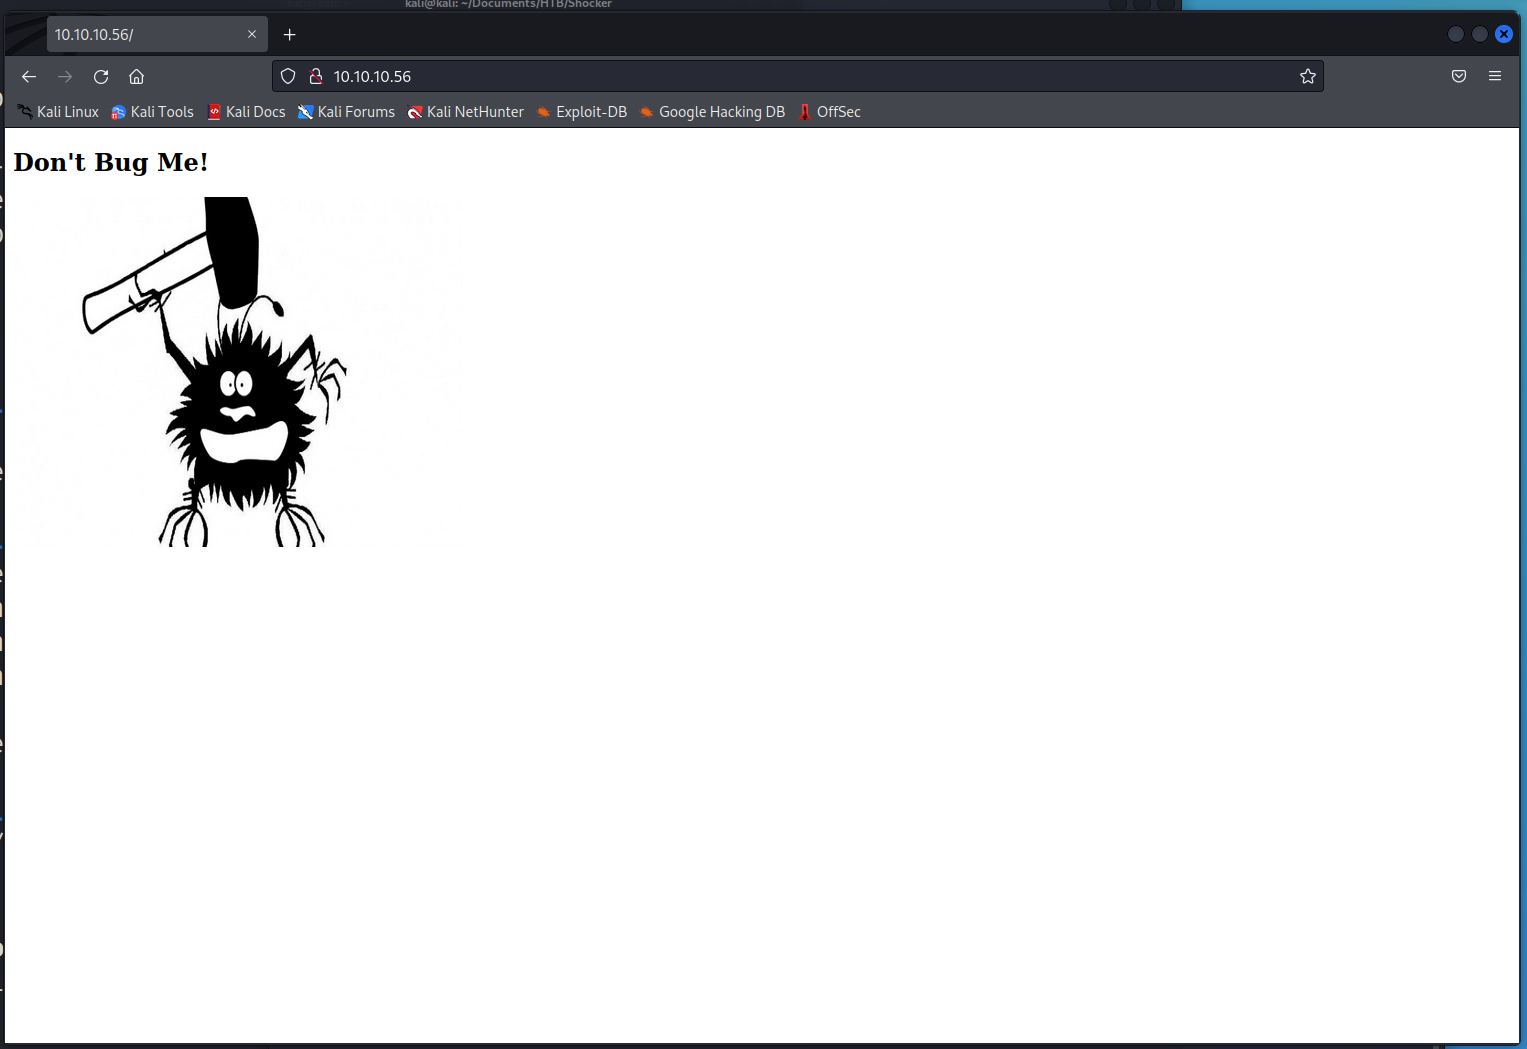 kali@kali: ~/Documents/HTB/Shocker
10.10.10.56/
10.10.10.56
Kali Linux Kali Tools Kali Docs Kali Forums Kali NetHunter Exploit-DB Google Hacking DB OffSec
Don't Bug Me!